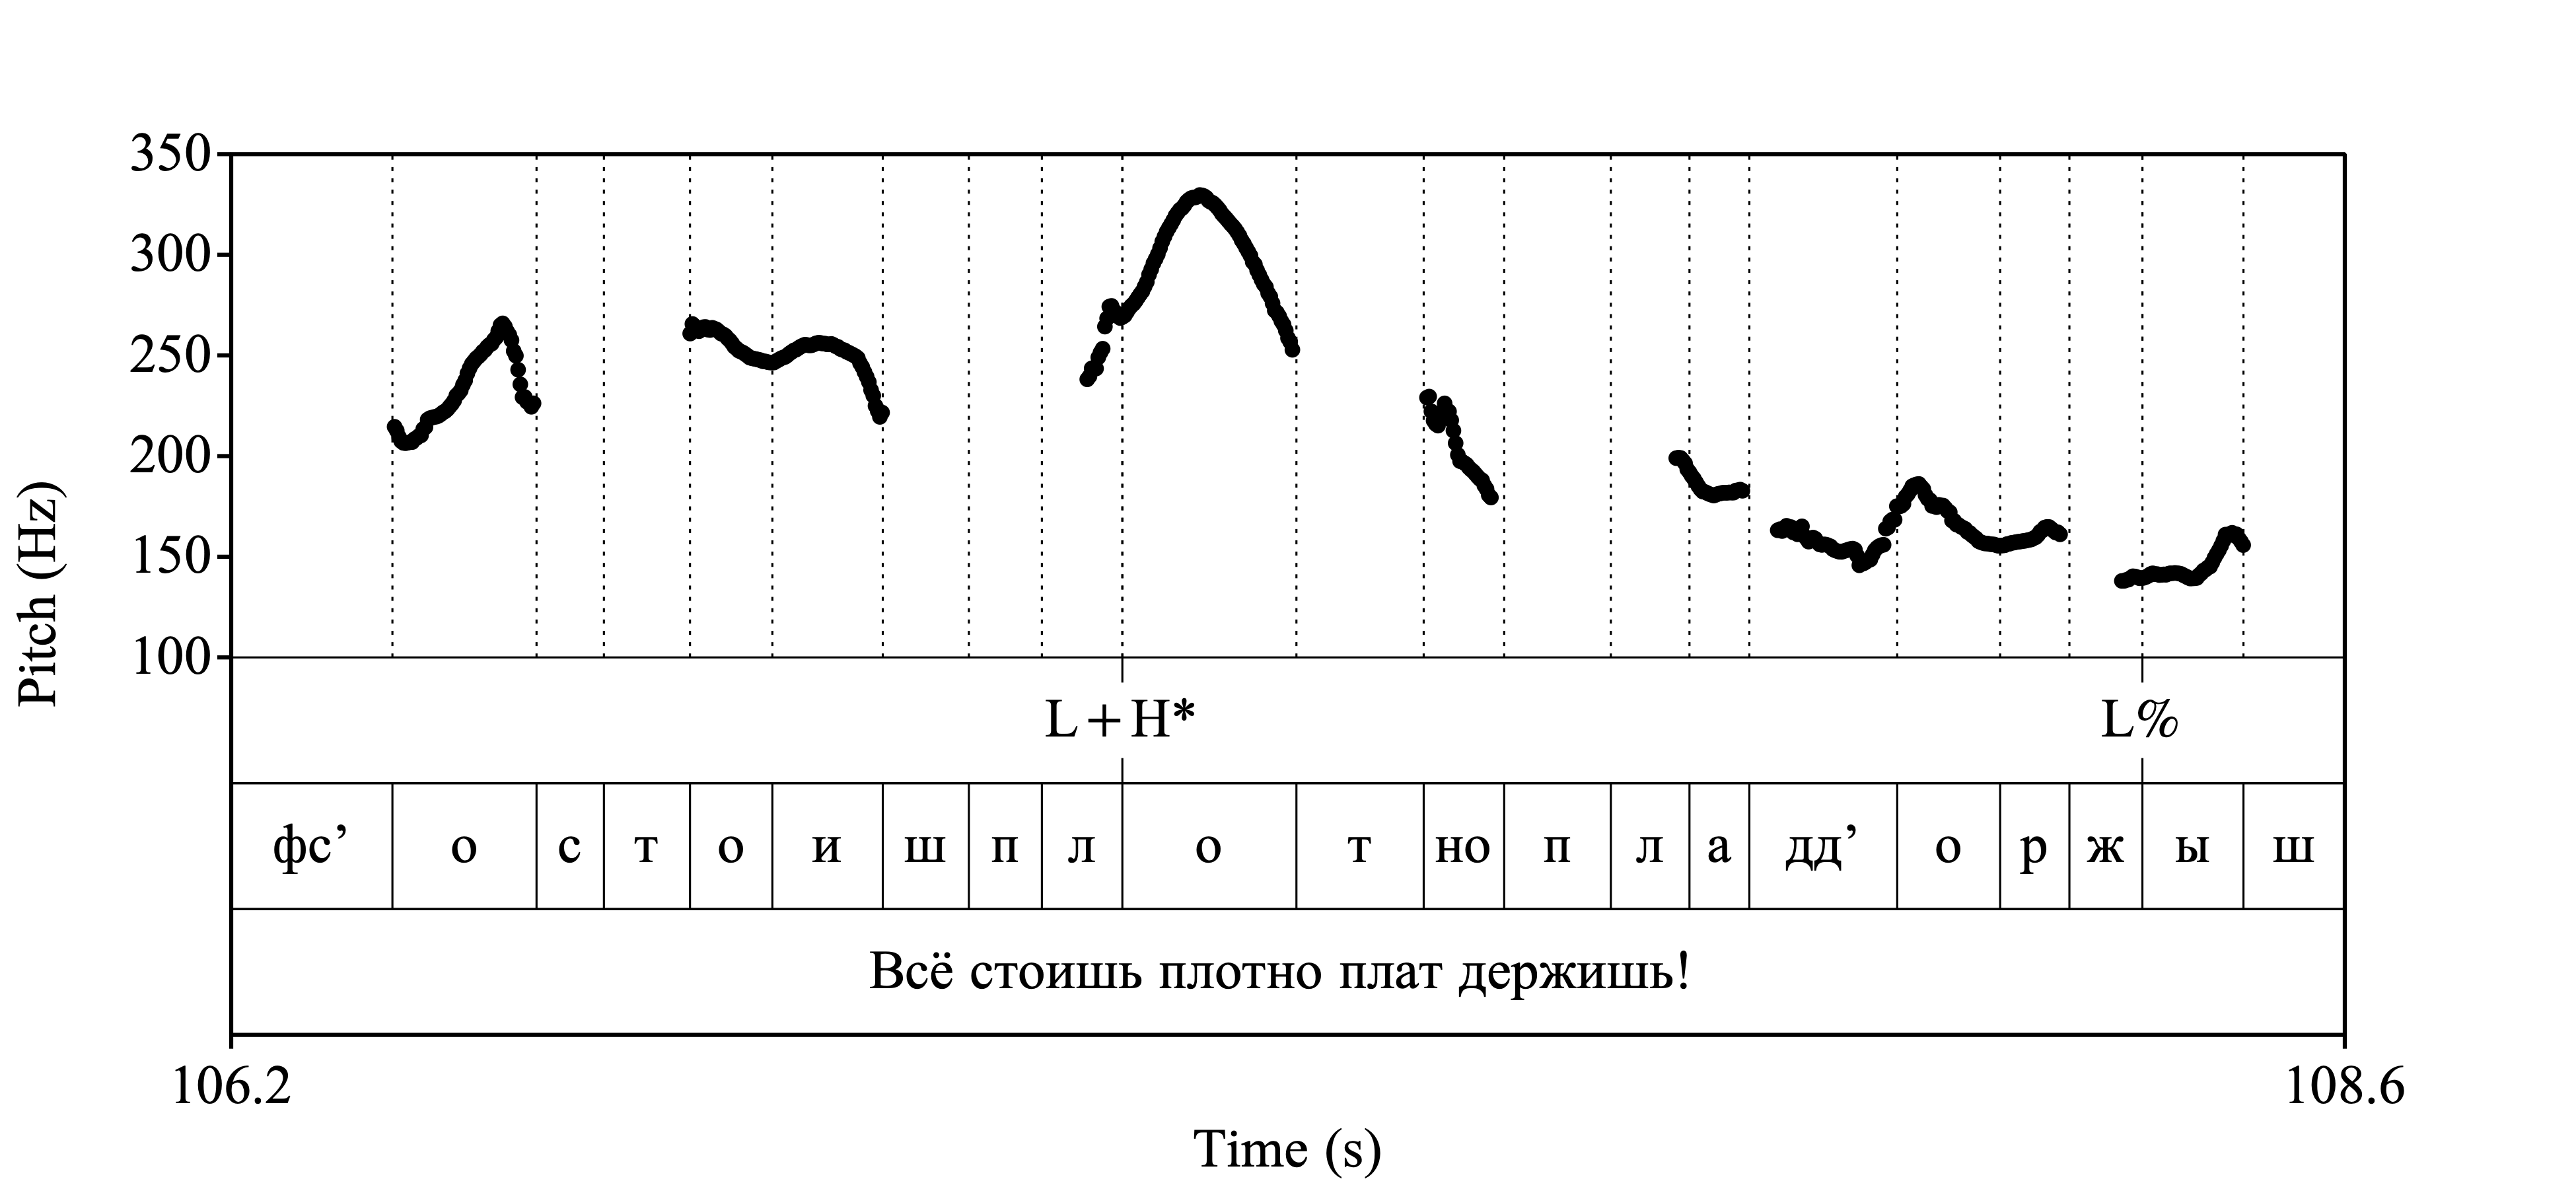 350
300
250
200
150
100
Pitch (Hz)
L+H* L%
фс’ о с т о и ш п л о т но п л а дд’ о р ж ы ш
Всё стоишь плотно плат держишь!
106.2 108.6
Time (s)